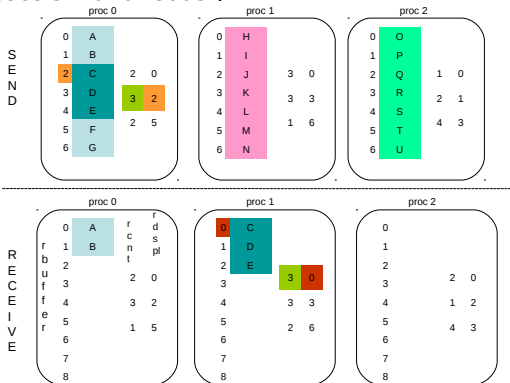 SEND
proc 0
0 A
1 B
2 C 2 0
3 D 3 2
4 E
5 F 2 5
6 G
proc 1
0 H
1 I
2 J 3 0
3 K 3 3
4 L
5 M 1 6
6 N
proc 2
0 O
1 P
2 Q 1 0
3 R 2 1
4 S
5 T 4 3
6 U
RECEIVE
proc 0
rbuffer
rcnt
rdspl
0 A
1 B
2
3 2 0
4 3 2
5 1 5
6
7
8
proc 1
0 C
1 D
2 E
3 3 0
4 3 3
5 2 6
6
7
8
proc 2
0
1
2
3 2 0
4 1 2
5 4 3
6
7
8